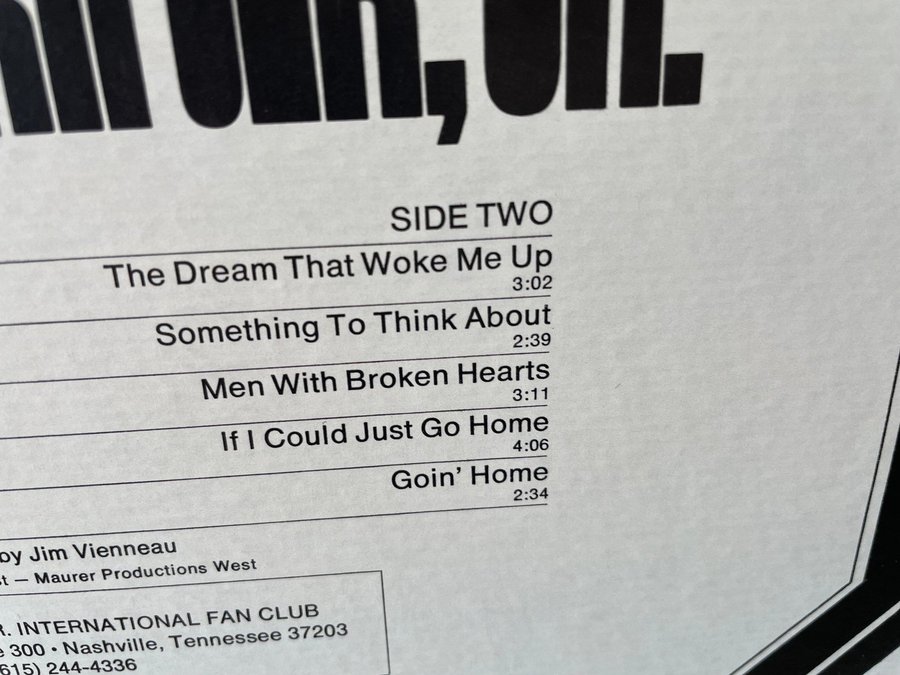 SIDE TWO
The Dream That Woke Me Up
3:02
Something To Think About
2:39
Men With Broken Hearts
3:11
If I Could Just Go Home
4:06
Goin' Home
2:34
by Jim Vienneau
— Maurer Productions West
R. INTERNATIONAL FAN CLUB
300 • Nashville, Tennessee 37203
615) 244-4336